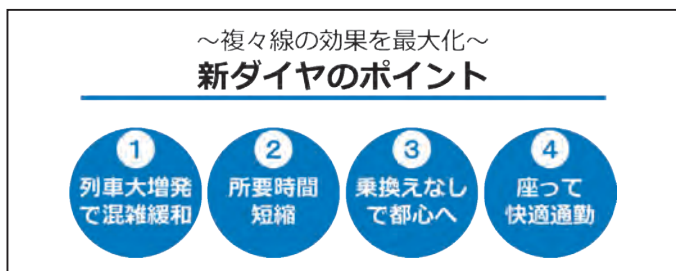 ～複々線の効果を最大化～
新ダイヤのポイント
1
列車大増発
で混雑緩和
2
所要時間
短縮
3
乗換えなし
で都心へ
4
座って
快適通勤